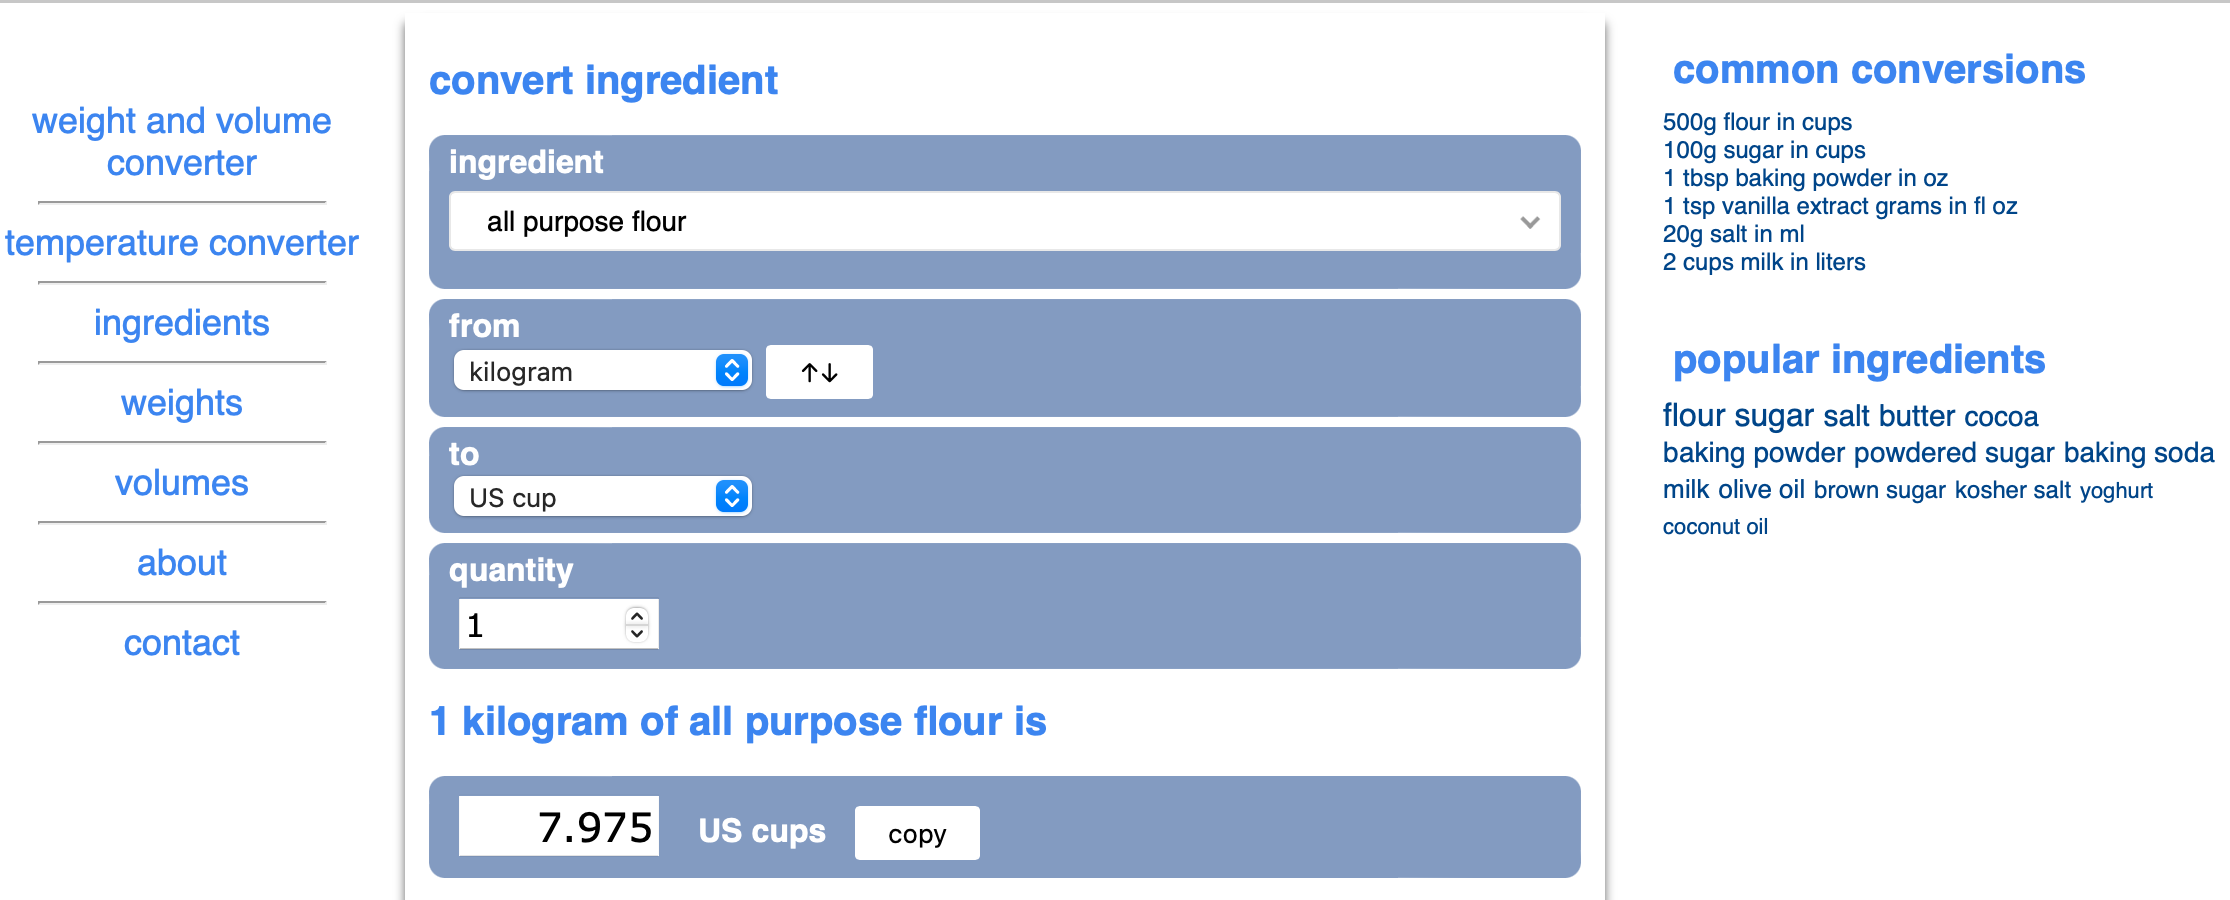 weight and volume
converter
temperature converter
ingredients
weights
volumes
about
contact
convert ingredient
ingredient
all purpose flour
from
kilogram
↑↓
to
US cup
quantity
1
1 kilogram of all purpose flour is
7.975 US cups copy
common conversions
500g flour in cups
100g sugar in cups
1 tbsp baking powder in oz
1 tsp vanilla extract grams in fl oz
20g salt in ml
2 cups milk in liters
popular ingredients
flour sugar salt butter cocoa
baking powder powdered sugar baking soda
milk olive oil brown sugar kosher salt yoghurt
coconut oil